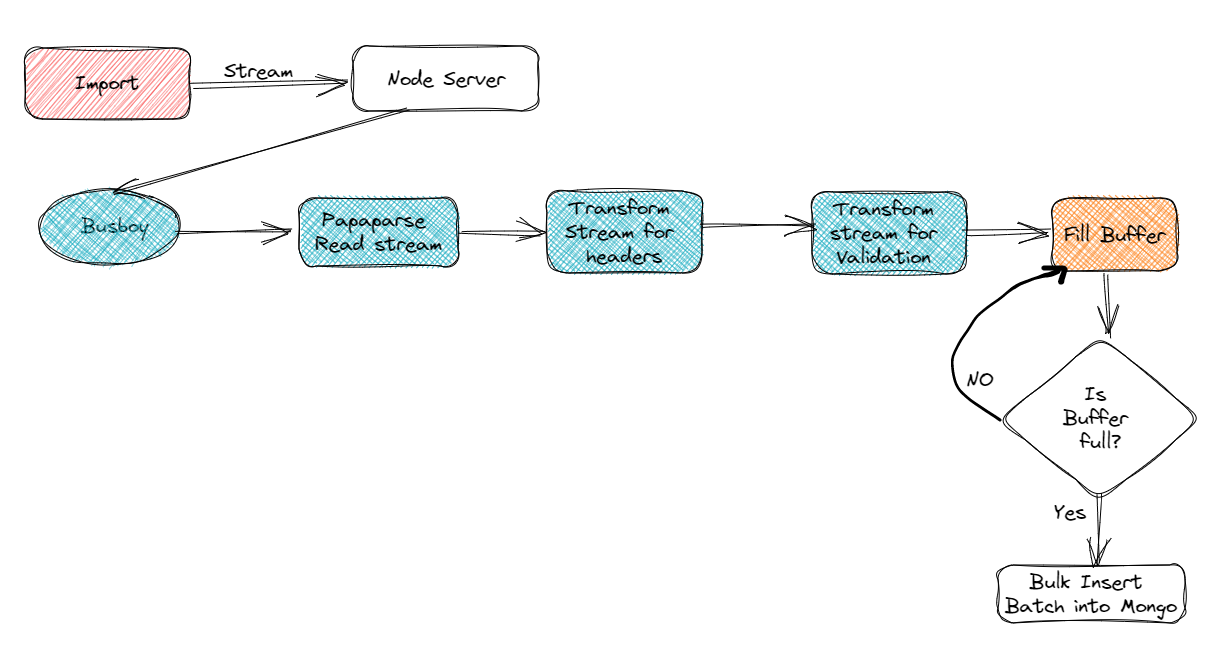 Import
Stream
Node Server
Busboy
Papaparse
Read stream
Transform
Stream for
headers
Transform
stream for
Validation
Fill Buffer
NO
Is
Buffer
full?
Yes
Bulk Insert
Batch into Mongo